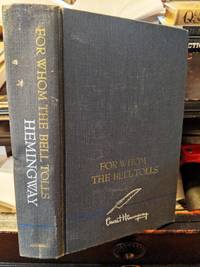 FOR WHOM THE BELL TOLLS
HEMINGWAY
FOR WHOM
THE BELL TOLLS
Ernest Hemingway